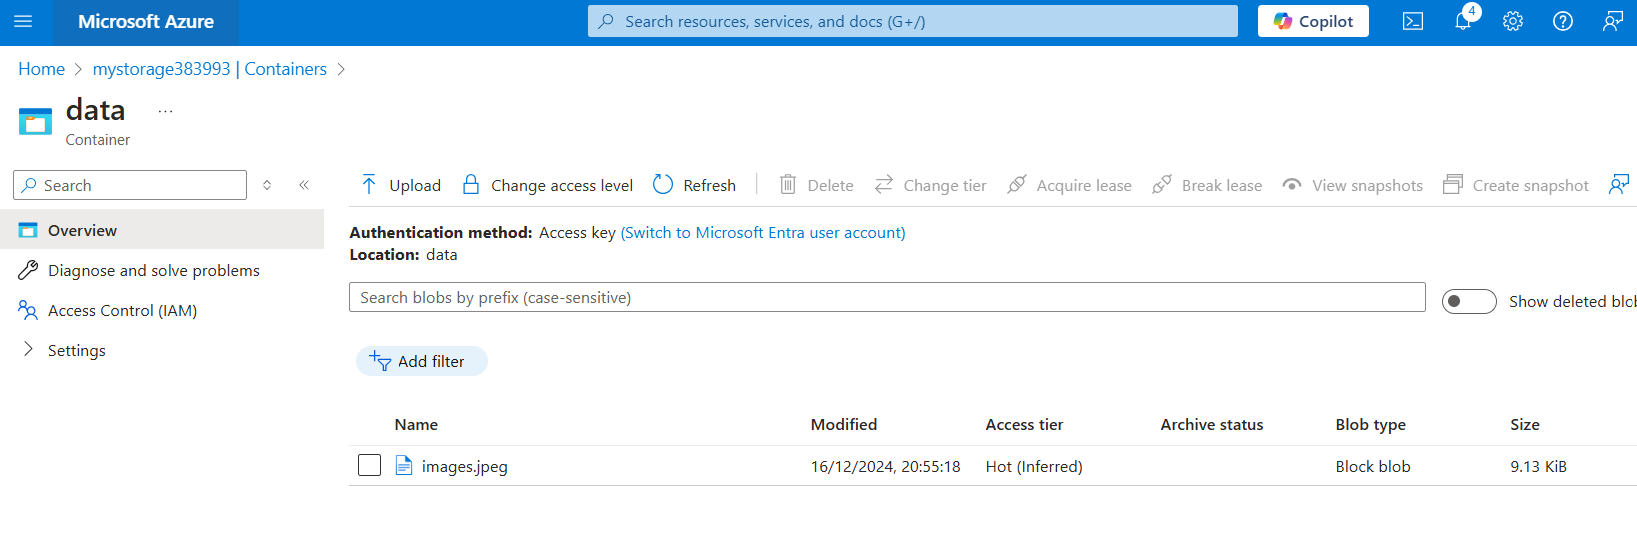 Microsoft Azure
Search resources, services, and docs (G+/)
Copilot
4
Home > mystorage383993 | Containers >
data
...
Container
Search
Upload
Change access level
Refresh
Delete
Change tier
Acquire lease
Break lease
View snapshots
Create snapshot
Overview
Diagnose and solve problems
Access Control (IAM)
Settings
Authentication method: Access key (Switch to Microsoft Entra user account)
Location: data
Search blobs by prefix (case-sensitive)
Show deleted
Add filter
Name Modified Access tier Archive status Blob type Size
images.jpeg 16/12/2024, 20:55:18 Hot (Inferred) Block blob 9.13 KiB